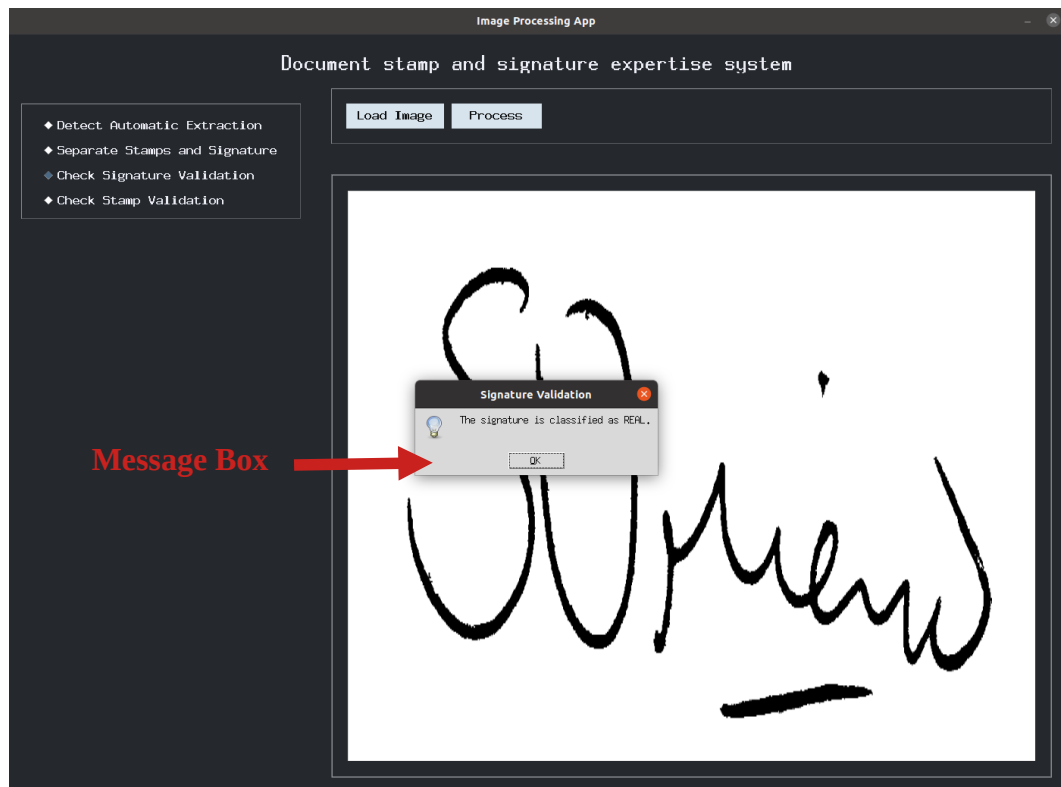 Image Processing App
Document stamp and signature expertise system
Detect Automatic Extraction
Separate Stamps and Signature
Check Signature Validation
Check Stamp Validation
Load Image
Process
Signature Validation
The signature is classified as REAL.
OK
Message Box